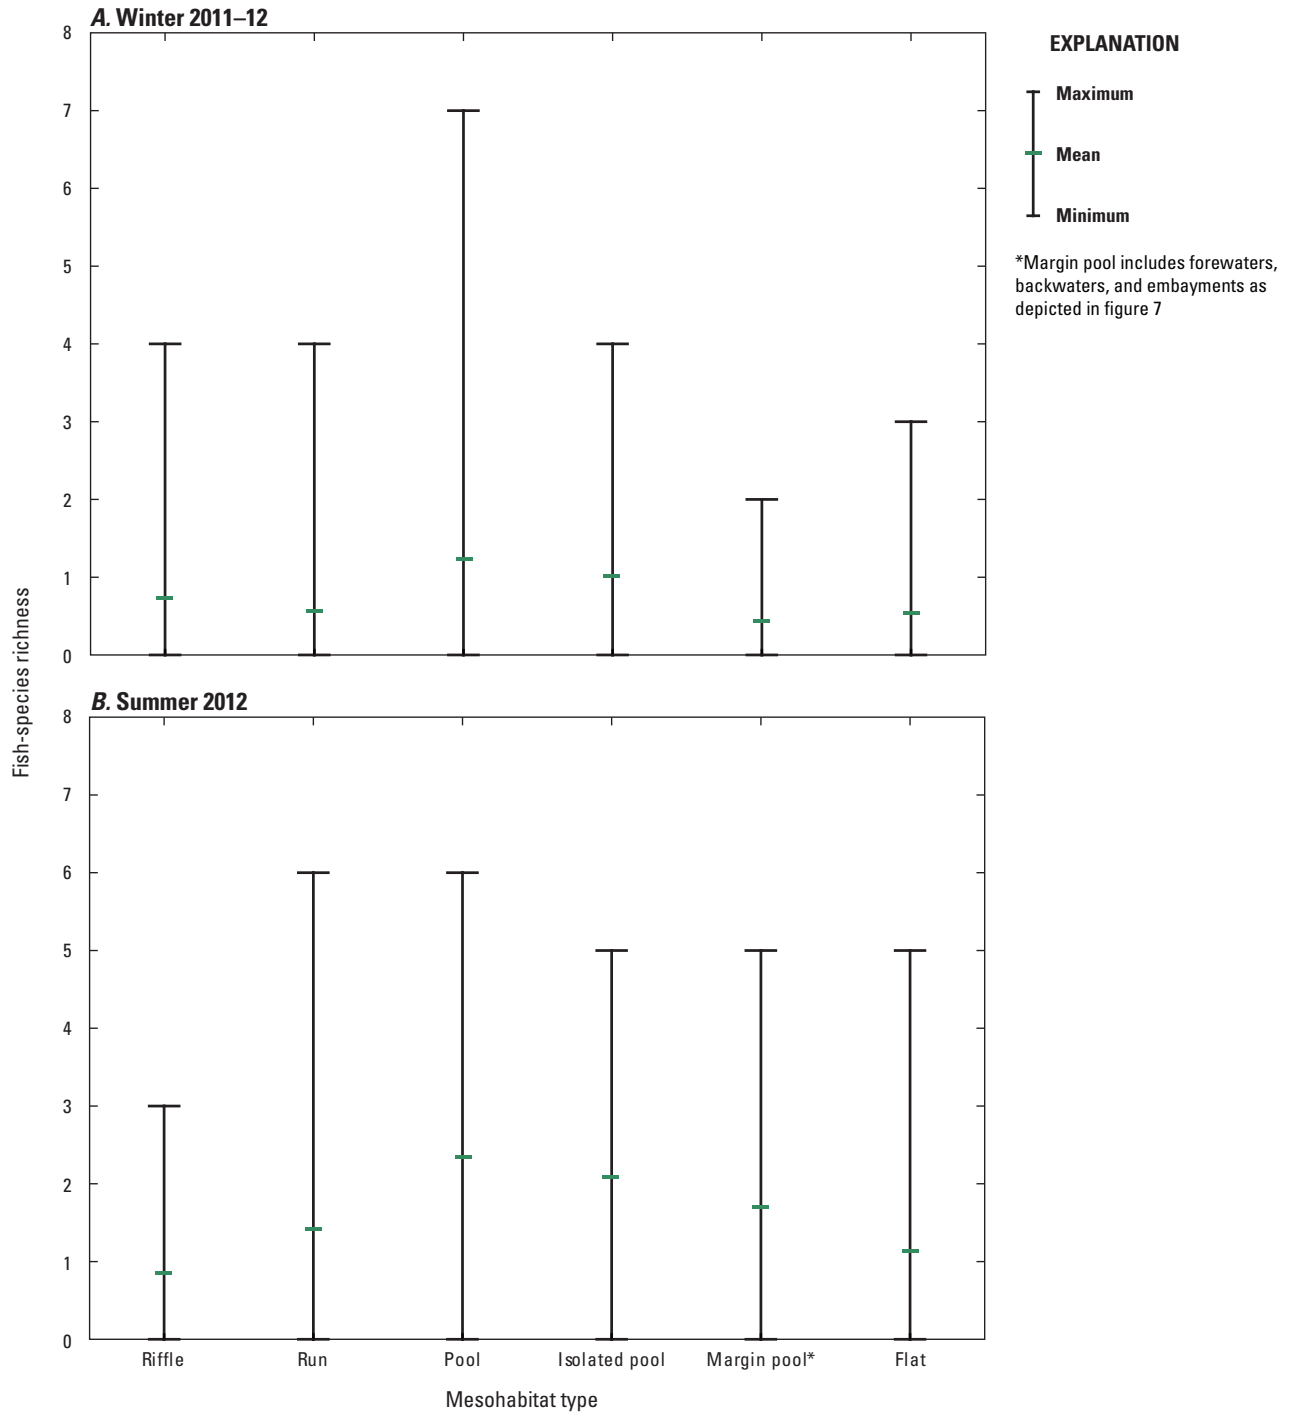 A. Winter 2011–12
8
7
6
5
4
3
2
1
0
EXPLANATION
Maximum
Mean
Minimum
*Margin pool includes forewaters,
backwaters, and embayments as
depicted in figure 7
Fish-species richness
B. Summer 2012
8
7
6
5
4
3
2
1
0
Riffle Run Pool Isolated pool Margin pool* Flat
Mesohabitat type